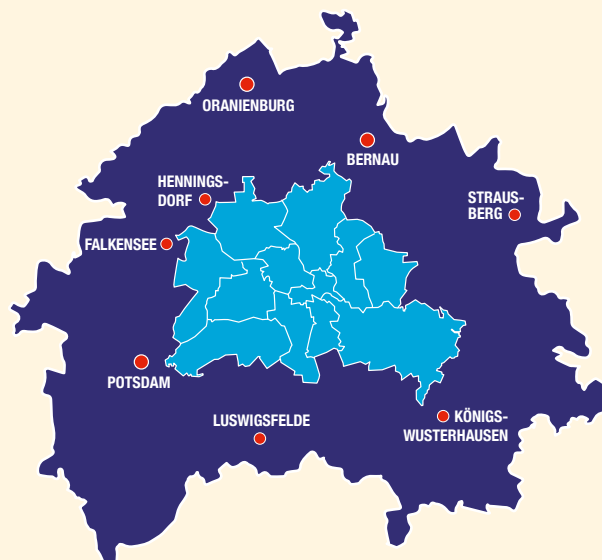 ORANIENBURG
BERNAU
HENNINGS-
DORF
STRAUS-
BERG
FALKENSEE
POTSDAM
LUSWIGSFELDE
KÖNIGS-
WUSTERHAUSEN